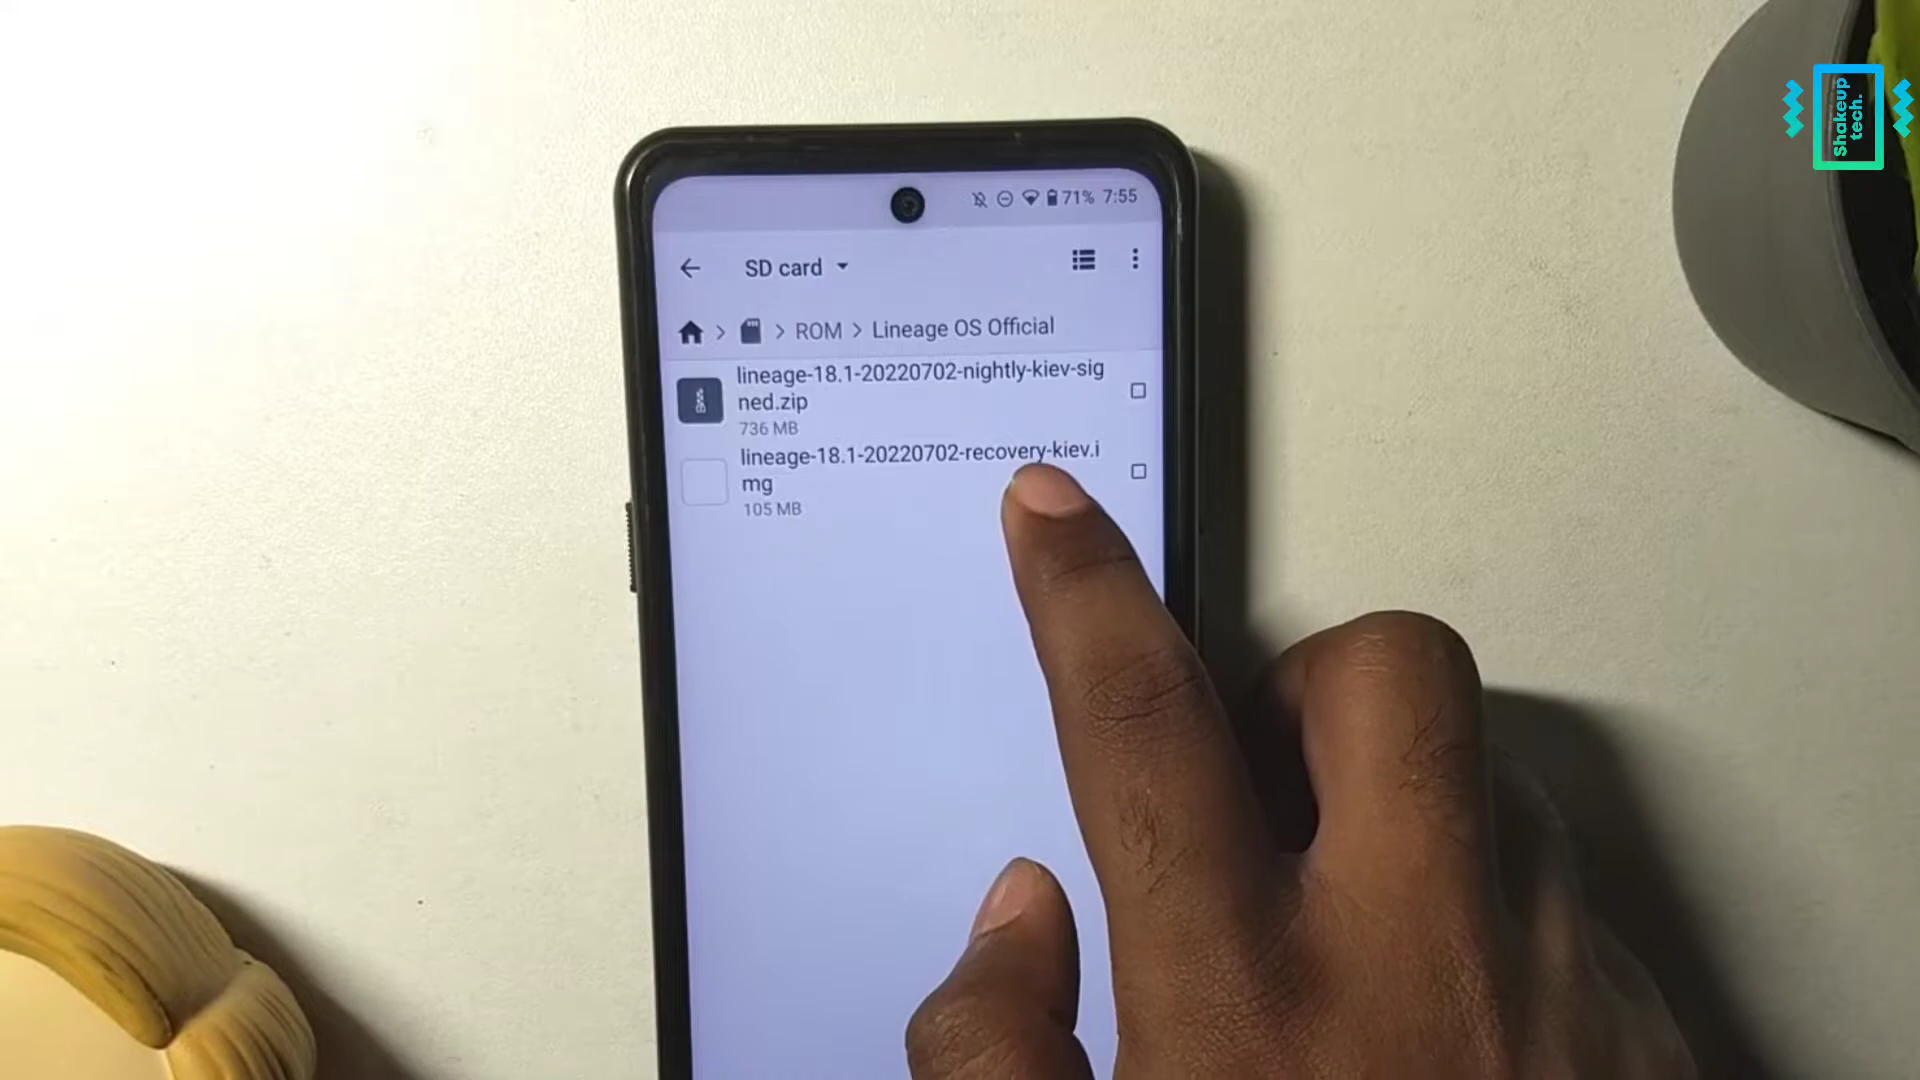 71% 7:55
SD card
ROM > Lineage OS Official
lineage-18.1-20220702-nightly-kiev-sig
ned.zip
736 MB
lineage-18.1-20220702-recovery-kiev.i
mg
105 MB
Shakeup
tech.